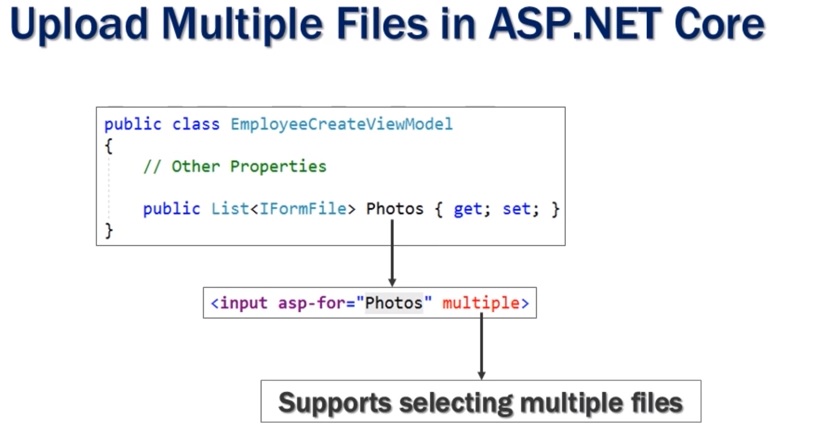 Upload Multiple Files in ASP.NET Core
public class EmployeeCreateViewModel
{
// Other Properties
public List<IFormFile> Photos { get; set; }
}
<input asp-for="Photos" multiple>
Supports selecting multiple files